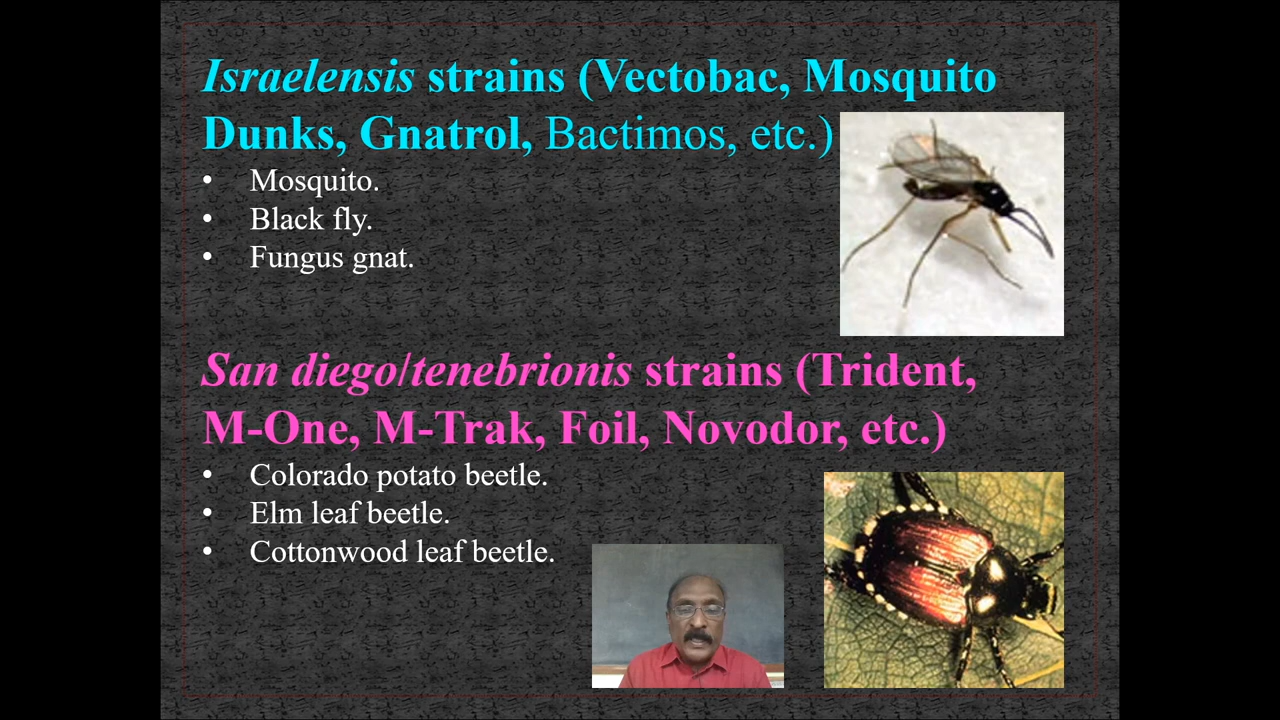 Israelensis strains (Vectobac, Mosquito
Dunks, Gnatrol, Bactimos, etc.)
• Mosquito.
• Black fly.
• Fungus gnat.
San diego/tenebrionis strains (Trident,
M-One, M-Trak, Foil, Novodor, etc.)
• Colorado potato beetle.
• Elm leaf beetle.
• Cottonwood leaf beetle.